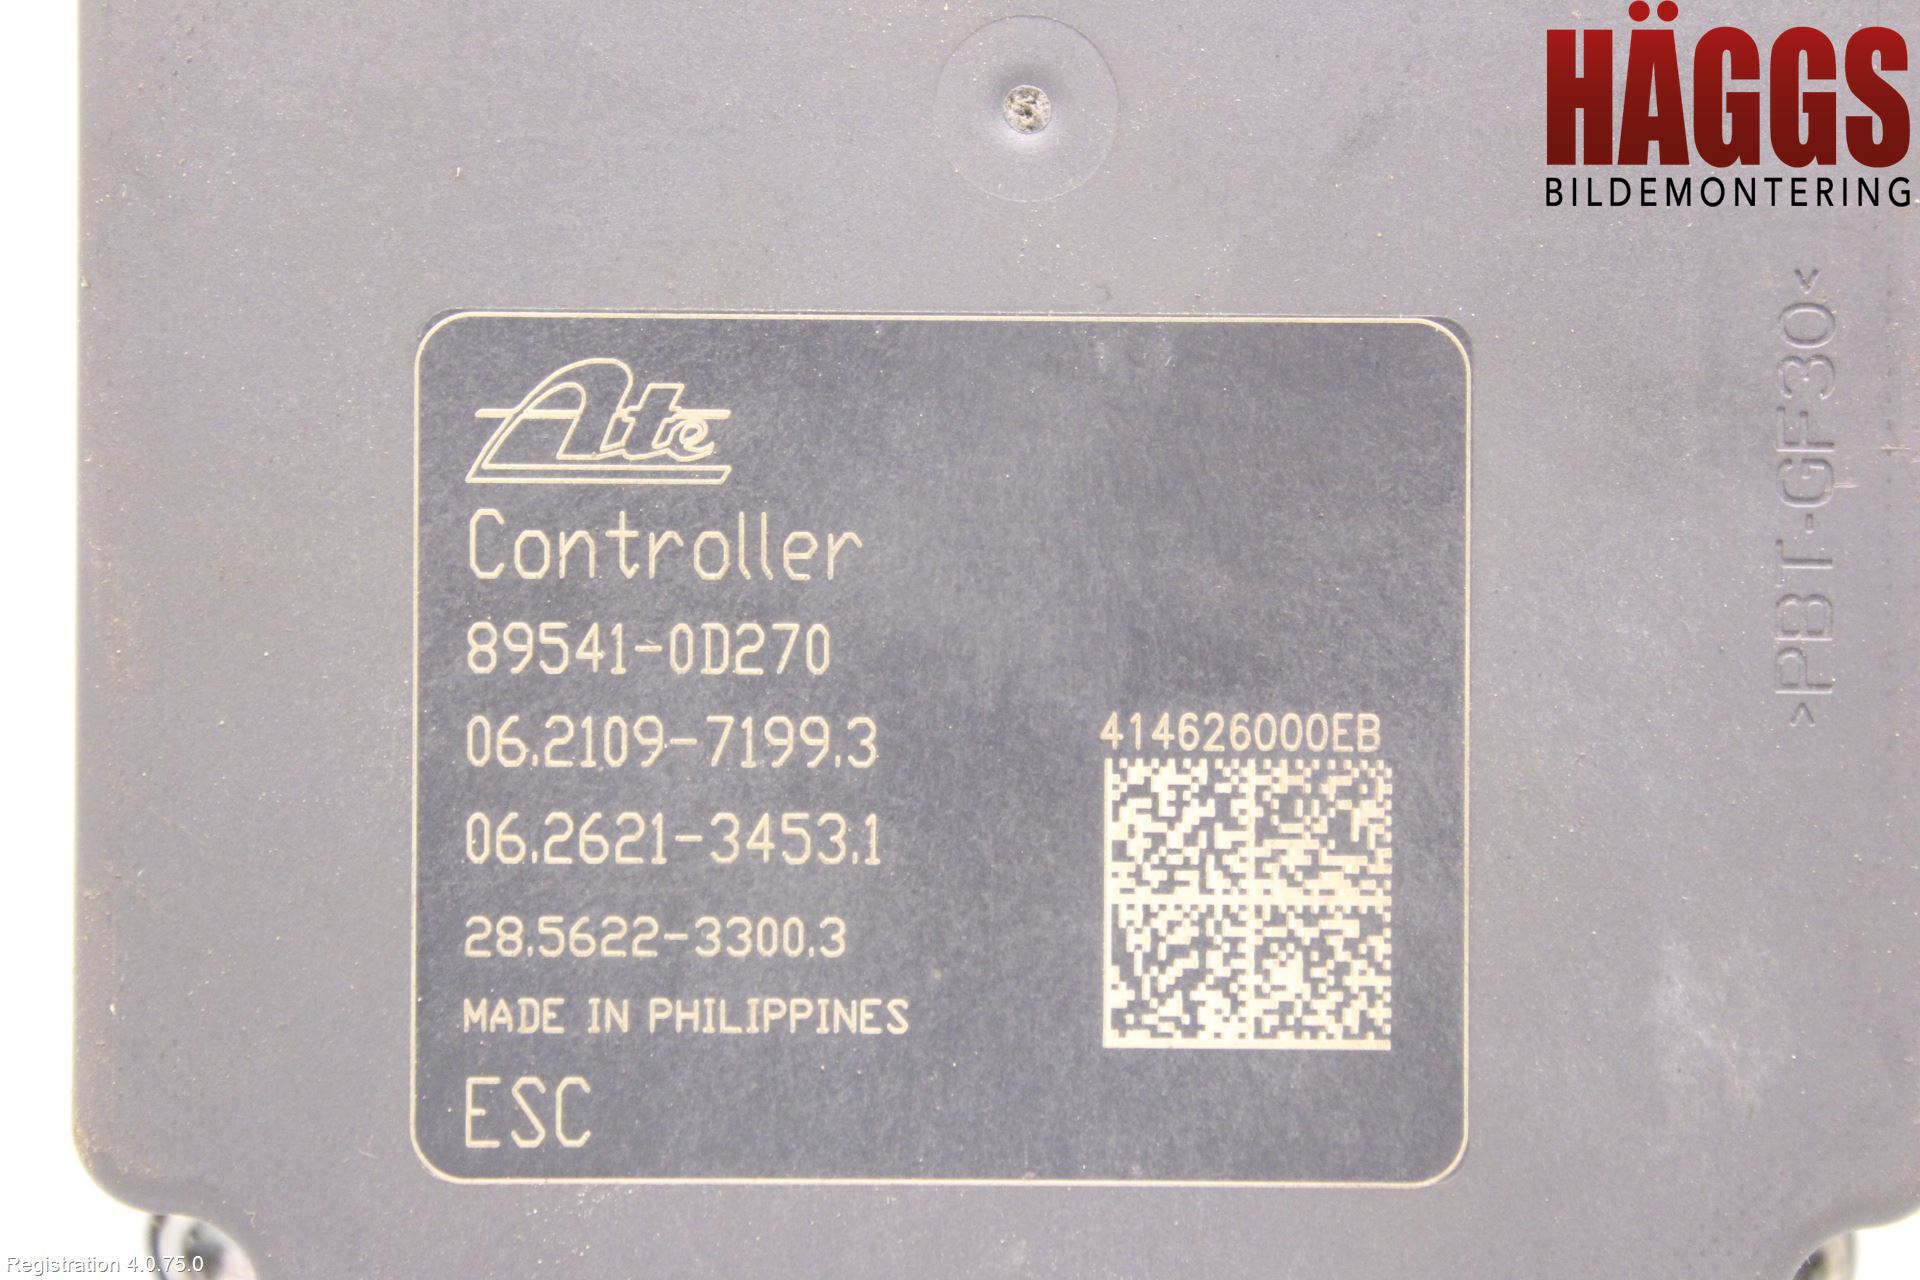 HÄGGS
BILDEMONTERING
>PBT-GF30<
Ate
Controller
89541-0D270
06.2109-7199.3
414626000EB
06.2621-3453.1
28.5622-3300.3
MADE IN PHILIPPINES
ESC
Registration 4.0.75.0